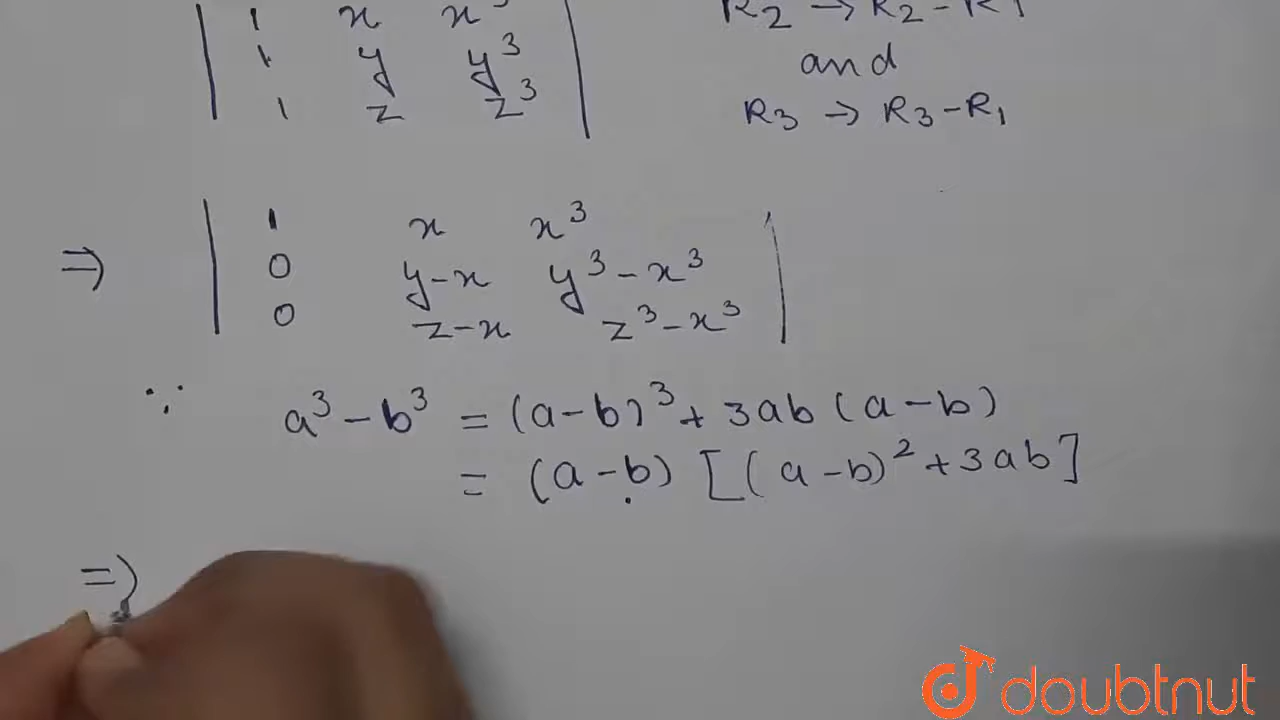 | 1 x x³ | R₂ → R₂ - R₁
| 1 y y³ | and
| 1 z z³ | R₃ → R₃ - R₁
⇒ | 1 x x³ |
| 0 y-x y³-x³ |
| 0 z-x z³-x³ |
∵ a³ - b³ = (a-b)³ + 3ab (a-b)
= (a-b) [(a-b)² + 3ab]
⇒
doubtnut